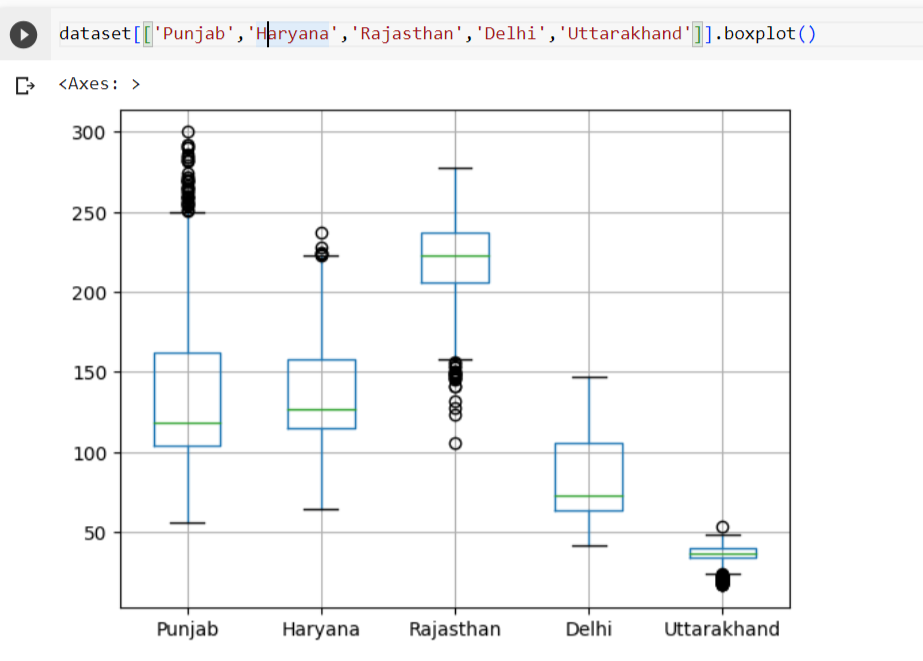 dataset[['Punjab','Haryana','Rajasthan','Delhi','Uttarakhand']].boxplot()
<Axes: >
300
250
200
150
100
50
Punjab Haryana Rajasthan Delhi Uttarakhand